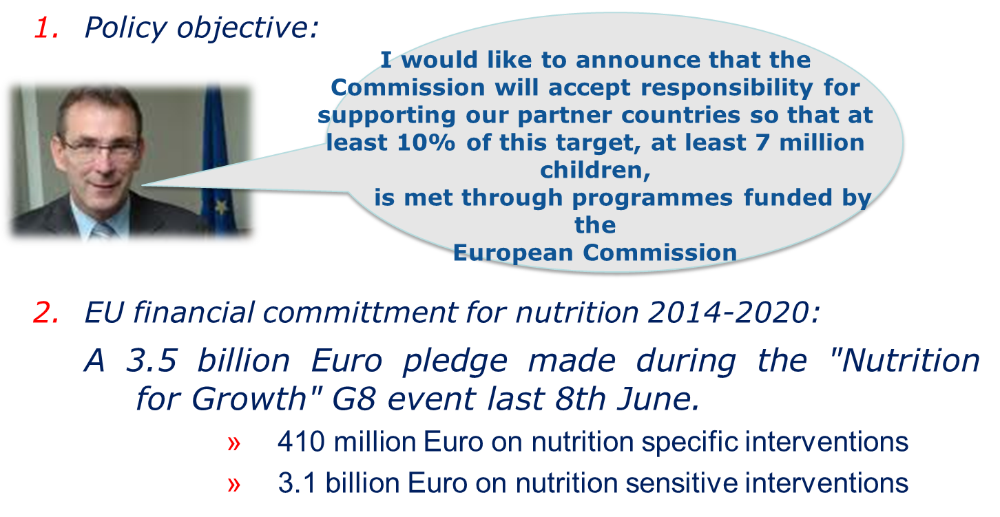 1. Policy objective:
I would like to announce that the
Commission will accept responsibility for
supporting our partner countries so that at
least 10% of this target, at least 7 million
children,
is met through programmes funded by
the
European Commission
2. EU financial committment for nutrition 2014-2020:
A 3.5 billion Euro pledge made during the "Nutrition
for Growth" G8 event last 8th June.
» 410 million Euro on nutrition specific interventions
» 3.1 billion Euro on nutrition sensitive interventions